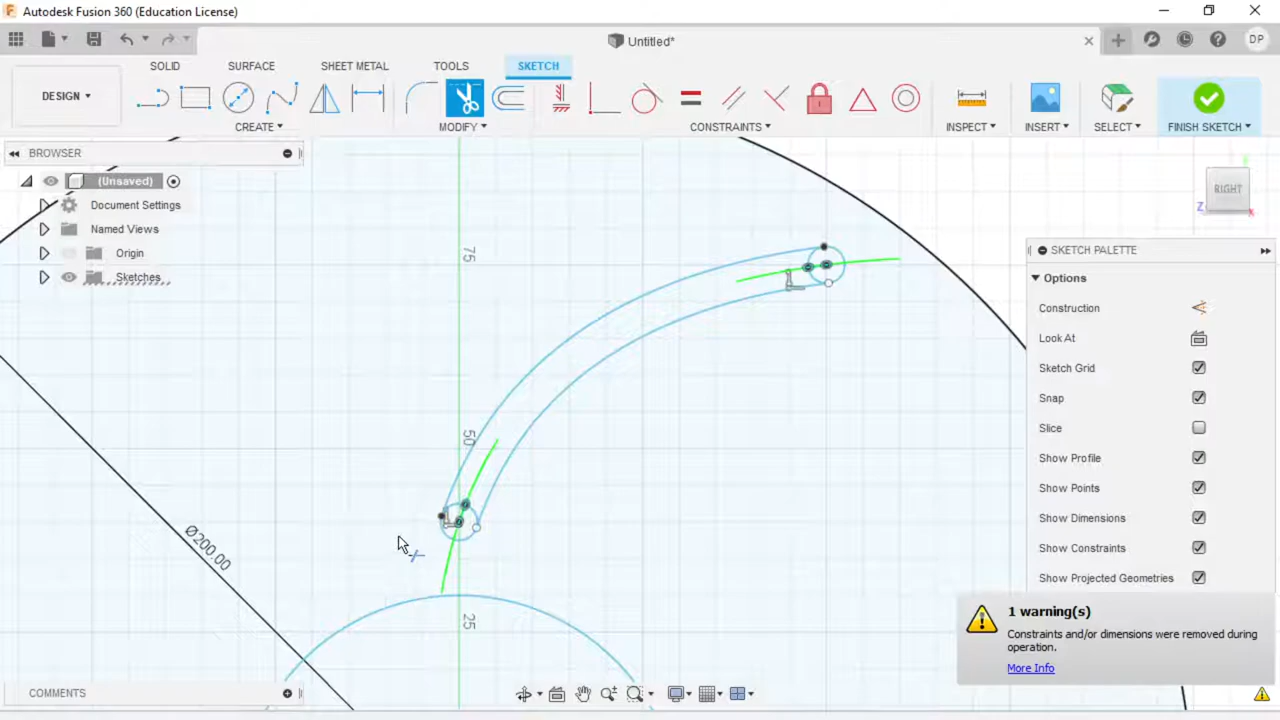 Autodesk Fusion 360 (Education License)
Untitled*
DP
SOLID SURFACE SHEET METAL TOOLS SKETCH
DESIGN
CREATE MODIFY CONSTRAINTS INSPECT INSERT SELECT FINISH SKETCH
BROWSER
(Unsaved)
Document Settings
Named Views
Origin
Sketches
75
50
25
Ø200.00
RIGHT
Z
X
SKETCH PALETTE
Options
Construction
Look At
Sketch Grid
Snap
Slice
Show Profile
Show Points
Show Dimensions
Show Constraints
Show Projected Geometries
1 warning(s)
Constraints and/or dimensions were removed during
operation.
More Info
COMMENTS